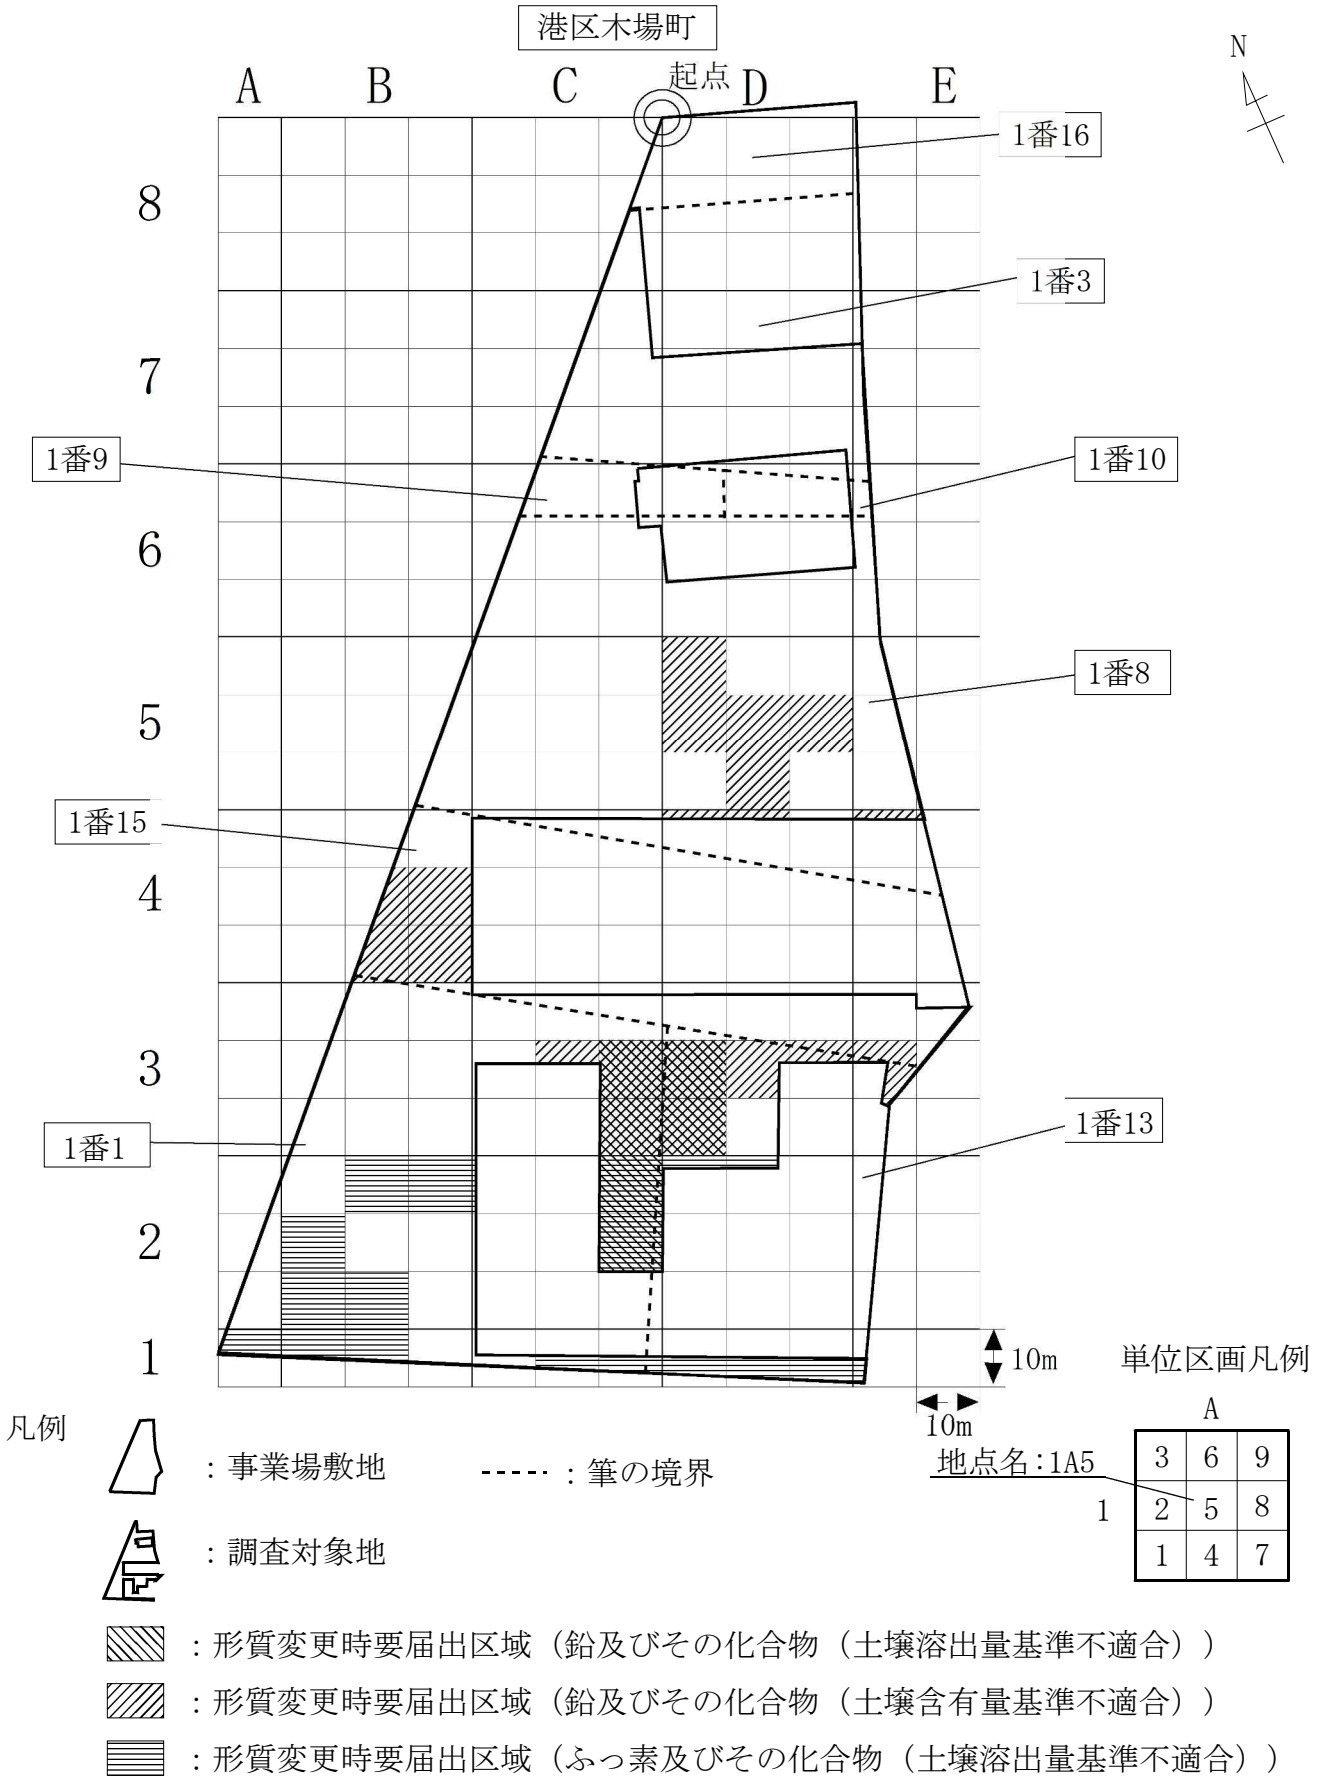 港区木場町
N
起点
A B C D E
1番16
8
1番3
7
1番9
1番10
6
1番8
5
1番15
4
3
1番13
1番1
2
1
10m
10m
単位区画凡例
A
3 6 9
地点名:1A5
1
2 5 8
1 4 7
凡例
:事業場敷地
:筆の境界
:調査対象地
:形質変更時要届出区域（鉛及びその化合物（土壌溶出量基準不適合））
:形質変更時要届出区域（鉛及びその化合物（土壌含有量基準不適合））
:形質変更時要届出区域（ふっ素及びその化合物（土壌溶出量基準不適合））